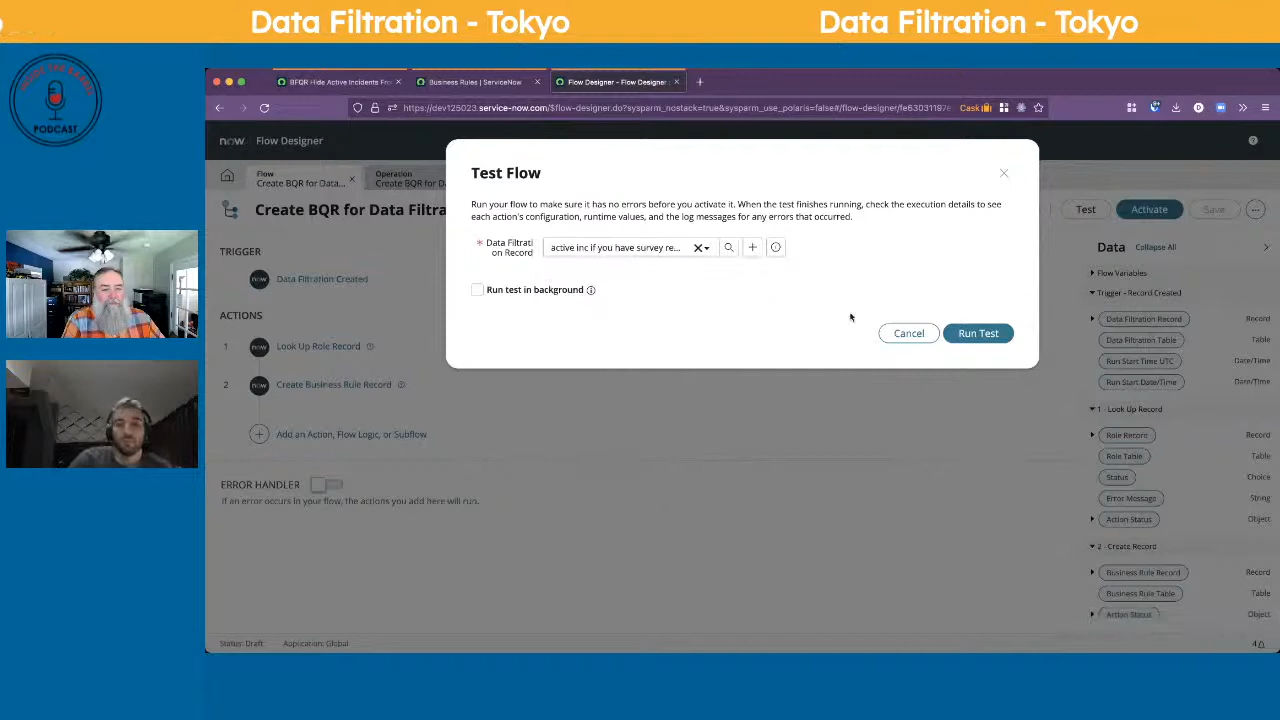 Data Filtration - Tokyo
Data Filtration - Tokyo
PODCAST
BFQR Hide Active Incidents Fro
Business Rules | ServiceNow
Flow Designer - Flow Designer
https://dev125023.service-now.com/$flow-designer.do?sysparm_nostack=true&sysparm_use_polaris=false#/flow-designer/fe63031197
Cask
now Flow Designer
Flow
Create BQR for Data...
Operation
Create BQR for D
Create BQR for Data Filtra
Test
Activate
Save
TRIGGER
Data Filtration Created
ACTIONS
1 now Look Up Role Record
2 now Create Business Rule Record
Add an Action, Flow Logic, or Subflow
ERROR HANDLER
If an error occurs in your flow, the actions you add here will run.
Test Flow
Run your flow to make sure it has no errors before you activate it. When the test finishes running, check the execution details to see
each action's configuration, runtime values, and the log messages for any errors that occurred.
* Data Filtrati
on Record
active inc if you have survey re...
Run test in background
Cancel
Run Test
Data Collapse All
Flow Variables
Trigger - Record Created
Data Filtration Record Record
Data Filtration Table Table
Run Start Time UTC Date/Time
Run Start Date/Time Date/Time
1 - Look Up Record
Role Record Record
Role Table Table
Status Choice
Error Message String
Action Status Object
2 - Create Record
Business Rule Record Record
Business Rule Table Table
Action Status Object
Status: Draft Application: Global